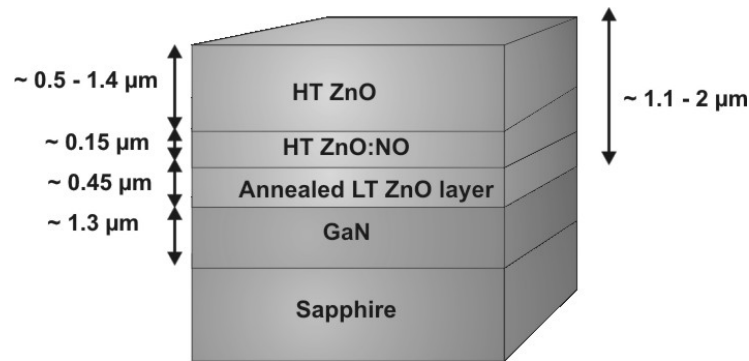 ~ 0.5 - 1.4 µm
HT ZnO
~ 1.1 - 2 µm
~ 0.15 µm
HT ZnO:NO
~ 0.45 µm
Annealed LT ZnO layer
~ 1.3 µm
GaN
Sapphire